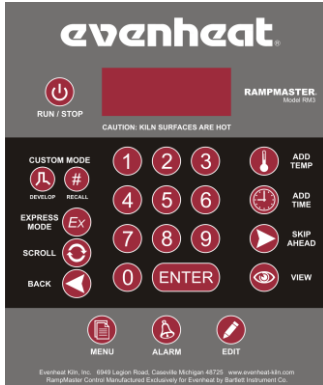 evenheat®
RUN / STOP
RAMPMASTER™
Model RM3
CAUTION: KILN SURFACES ARE HOT
CUSTOM MODE
#
DEVELOP
RECALL
EXPRESS
MODE
Ex
SCROLL
BACK
1 2 3
4 5 6
7 8 9
0 ENTER
ADD
TEMP
ADD
TIME
SKIP
AHEAD
VIEW
MENU
ALARM
EDIT
Evenheat Kiln, Inc. 6949 Legion Road, Caseville Michigan 48725 www.evenheat-kiln.com
RampMaster Control Manufactured Exclusively for Evenheat by Bartlett Instrument Co.